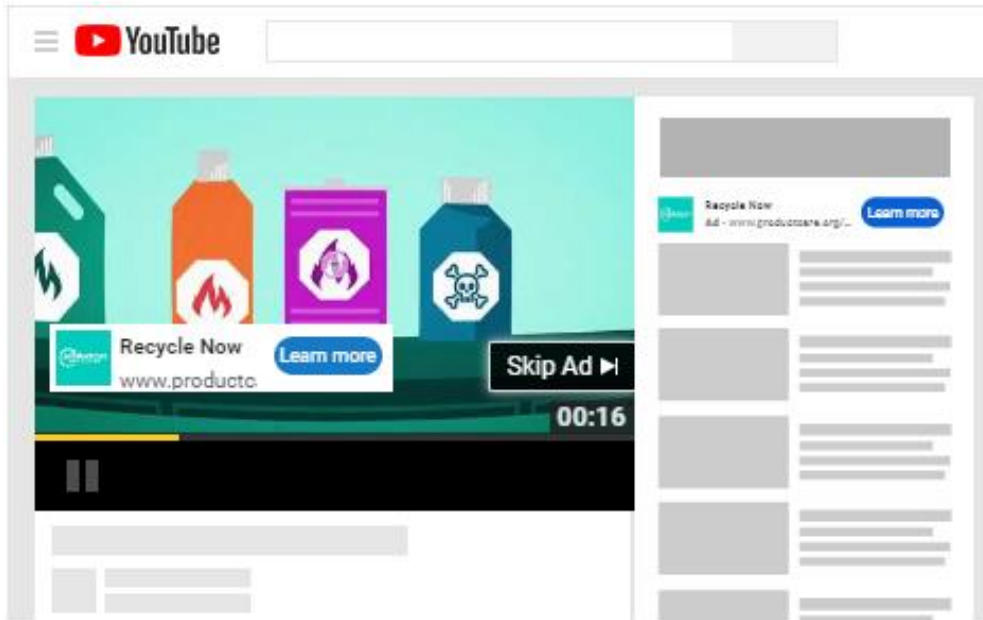 YouTube
Recycle Now
Learn more
www.productc
Skip Ad
00:16
Recycle Now
Ad - www.productcare.org/...
Learn more